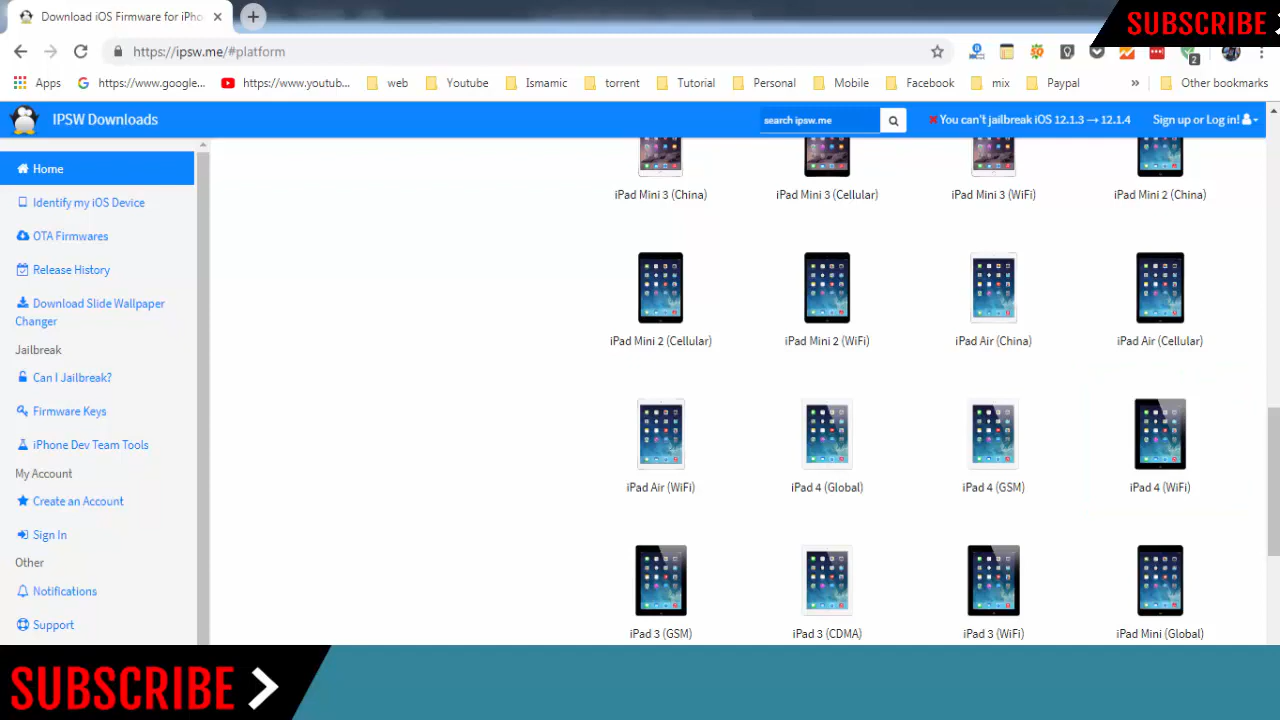 Download iOS Firmware for iPho
SUBSCRIBE
https://ipsw.me/#platform
2
Apps
https://www.google...
https://www.youtub...
web
Youtube
Ismamic
torrent
Tutorial
Personal
Mobile
Facebook
mix
Paypal
»
Other bookmarks
IPSW Downloads
search ipsw.me
You can't jailbreak iOS 12.1.3 → 12.1.4
Sign up or Log in!
Home
Identify my iOS Device
OTA Firmwares
Release History
Download Slide Wallpaper
Changer
Jailbreak
Can I Jailbreak?
Firmware Keys
iPhone Dev Team Tools
My Account
Create an Account
Sign In
Other
Notifications
Support
iPad Mini 3 (China)
iPad Mini 3 (Cellular)
iPad Mini 3 (WiFi)
iPad Mini 2 (China)
iPad Mini 2 (Cellular)
iPad Mini 2 (WiFi)
iPad Air (China)
iPad Air (Cellular)
iPad Air (WiFi)
iPad 4 (Global)
iPad 4 (GSM)
iPad 4 (WiFi)
iPad 3 (GSM)
iPad 3 (CDMA)
iPad 3 (WiFi)
iPad Mini (Global)
SUBSCRIBE